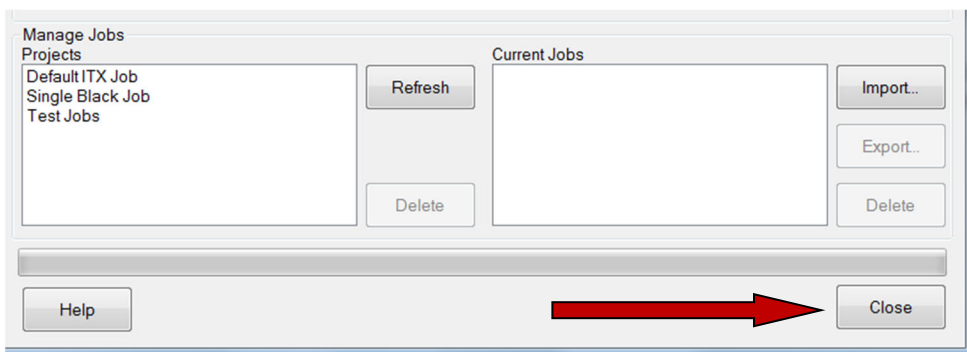 Manage Jobs
Projects
Current Jobs
Default ITX Job
Single Black Job
Test Jobs
Refresh
Import...
Export...
Delete
Delete
Help
Close